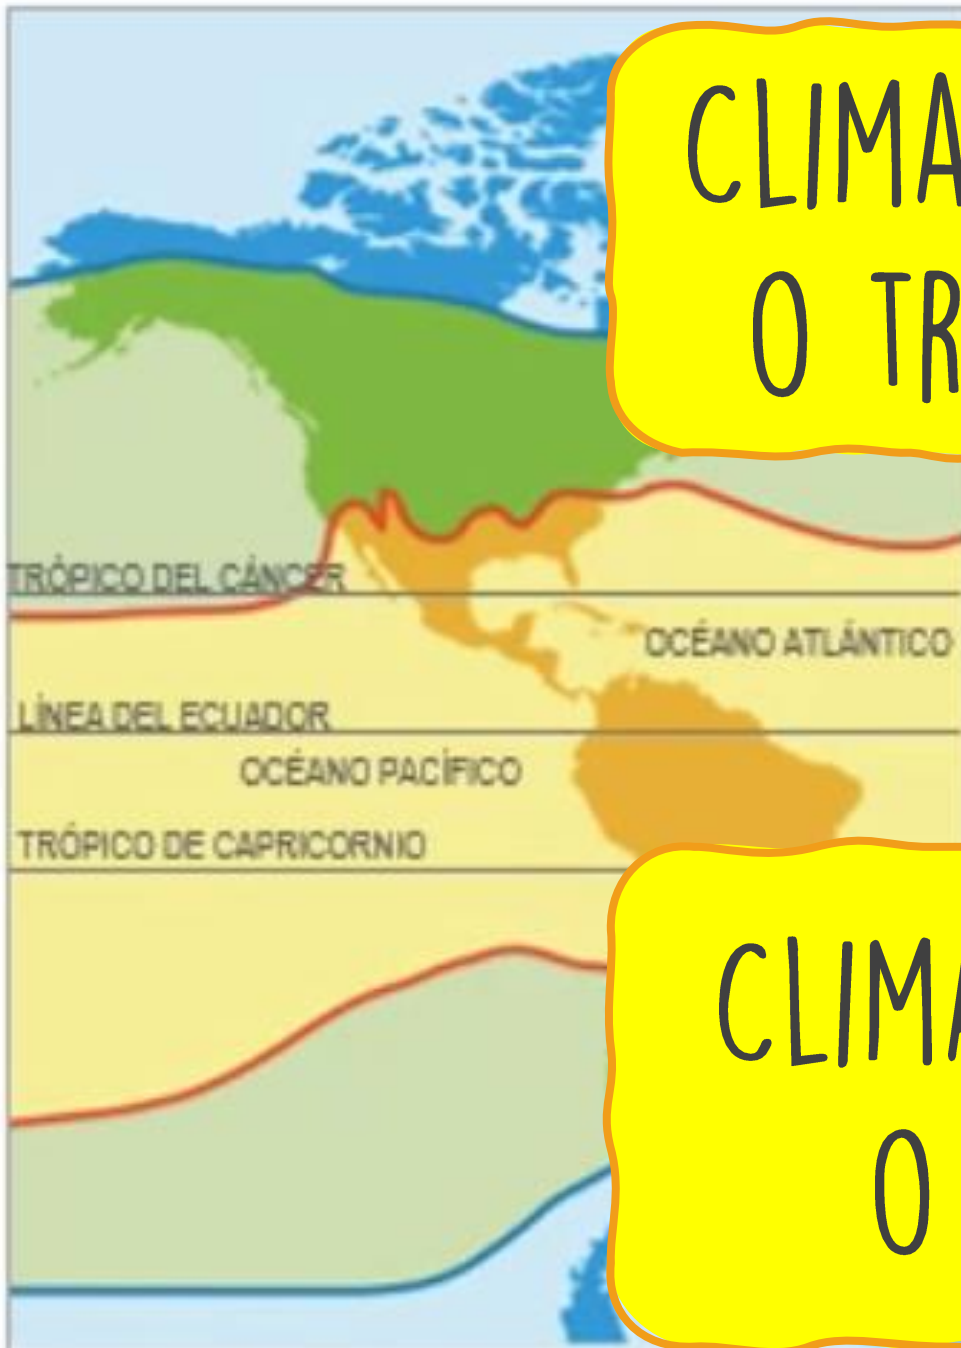 CLIMA
O TR
TRÓPICO DEL CÁNCER
OCÉANO ATLÁNTICO
LÍNEA DEL ECUADOR
OCÉANO PACÍFICO
TRÓPICO DE CAPRICORNIO
CLIMA
O